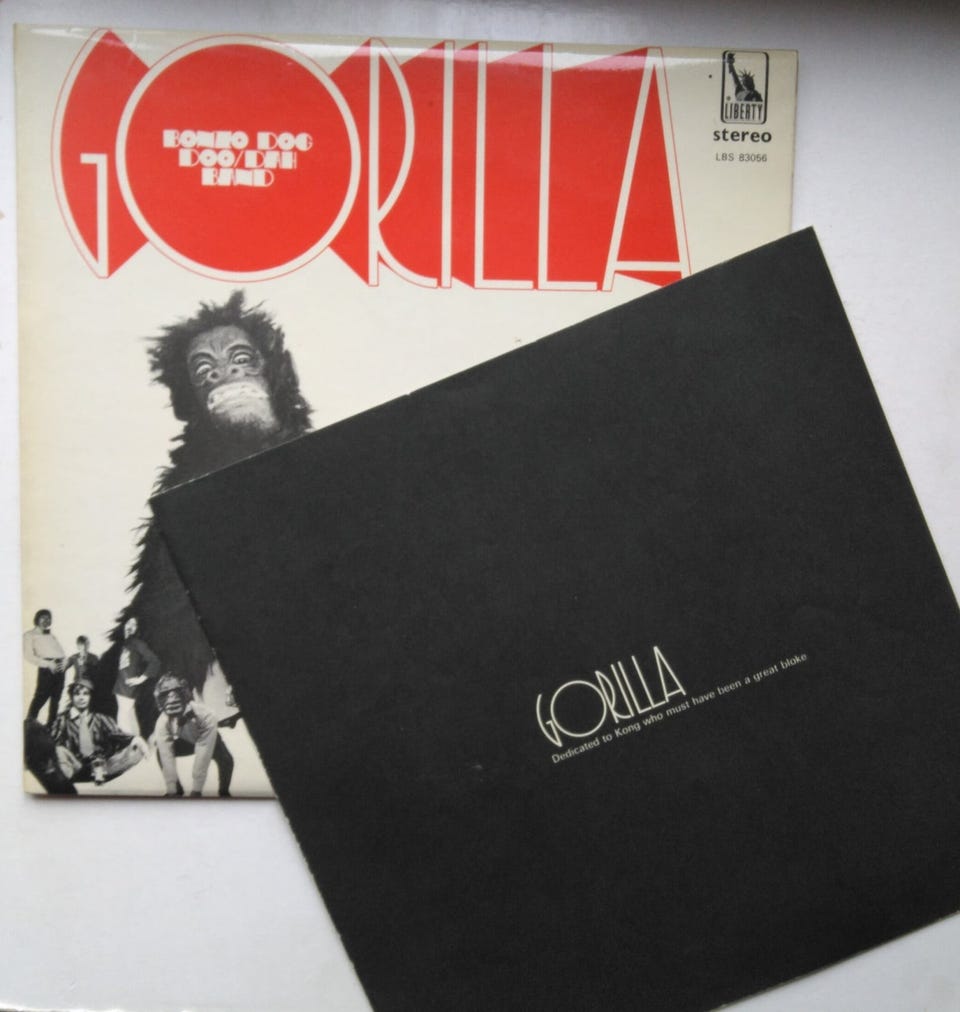 GORILLA
BONZO DOG
DOO/DAH
BAND
LIBERTY
stereo
LBS 83056
GORILLA
Dedicated to Kong who must have been a great bloke